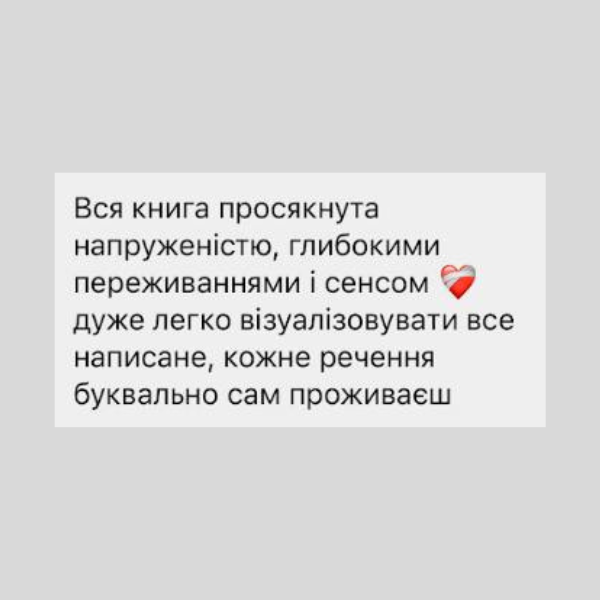 Вся книга просякнута
напруженістю, глибокими
переживаннями і сенсом ❤️‍🩹
дуже легко візуалізовувати все
написане, кожне речення
буквально сам проживаєш